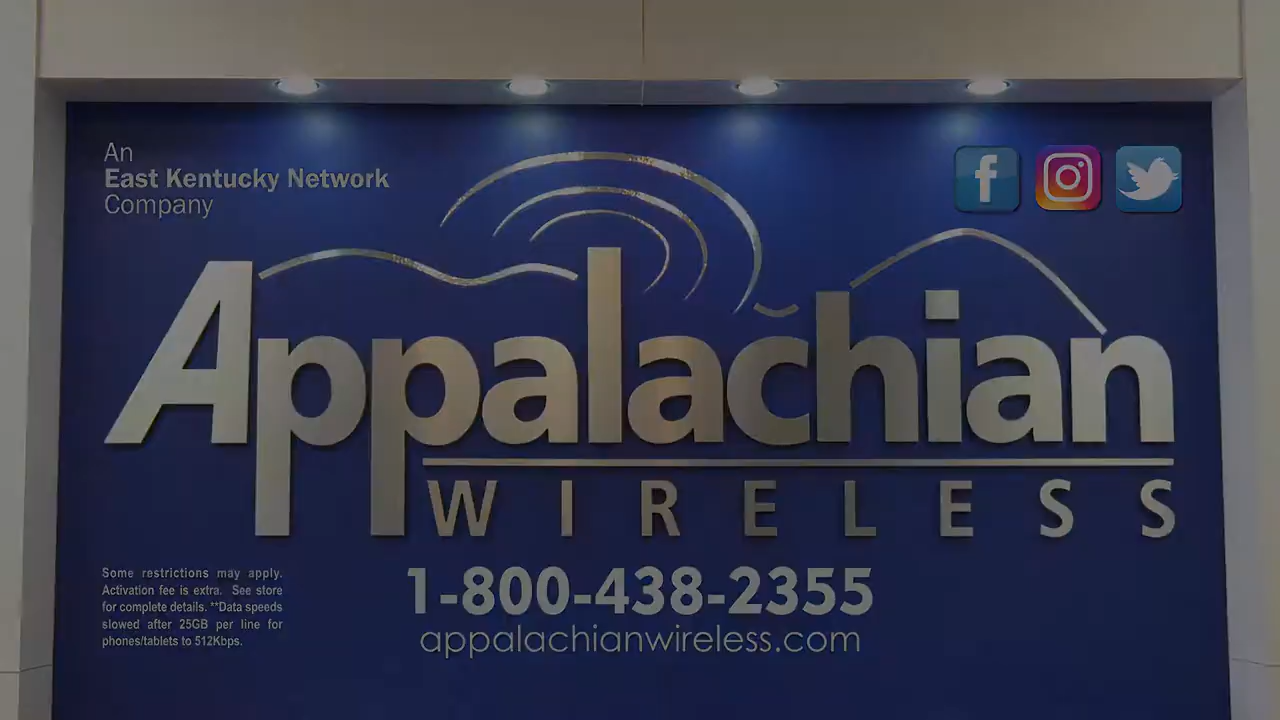 An
East Kentucky Network
Company
Appalachian
WIRELESS
Some restrictions may apply.
Activation fee is extra. See store
for complete details. **Data speeds
slowed after 25GB per line for
phones/tablets to 512Kbps.
1-800-438-2355
appalachianwireless.com